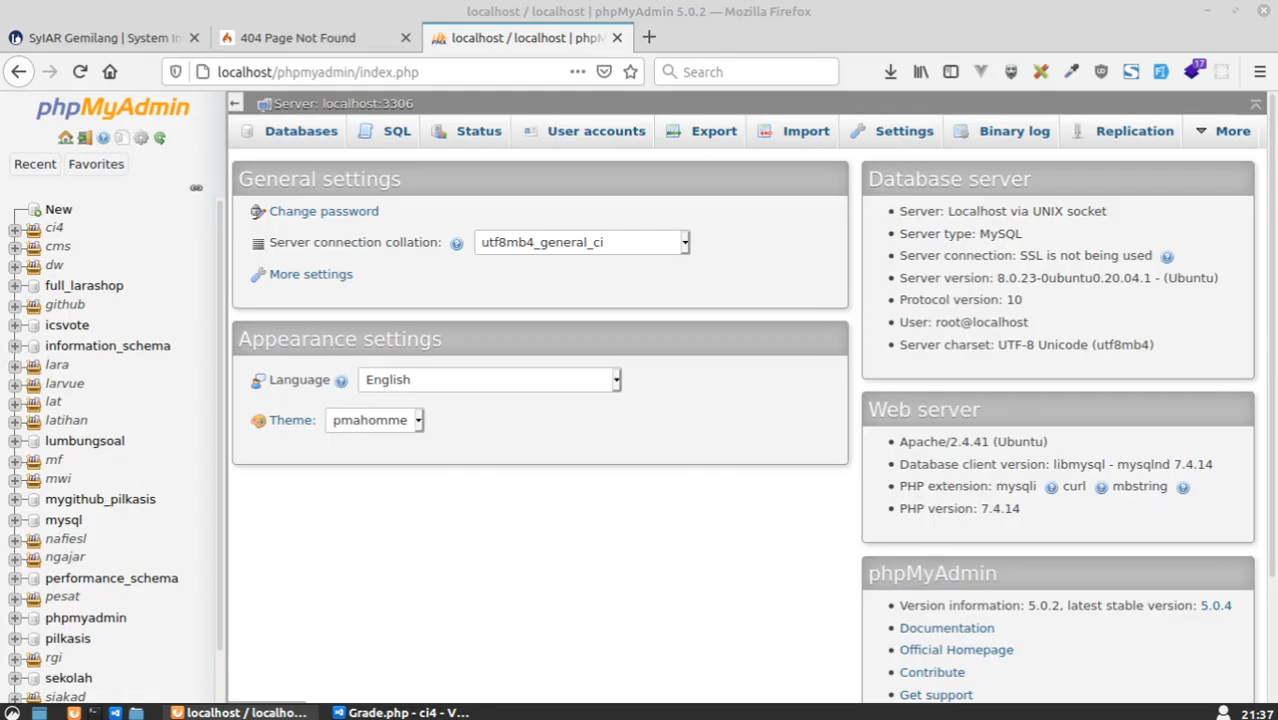 localhost / localhost | phpMyAdmin 5.0.2 — Mozilla Firefox
SyIAR Gemilang | System In
404 Page Not Found
localhost / localhost | phpM
localhost/phpmyadmin/index.php
Search
17
phpMyAdmin
Recent
Favorites
New
ci4
cms
dw
full_larashop
github
icsvote
information_schema
lara
larvue
lat
latihan
lumbungsoal
mf
mwi
mygithub_pilkasis
mysql
nafiesl
ngajar
performance_schema
pesat
phpmyadmin
pilkasis
rgi
sekolah
siakad
Server: localhost:3306
Databases
SQL
Status
User accounts
Export
Import
Settings
Binary log
Replication
More
General settings
Change password
Server connection collation:
utf8mb4_general_ci
More settings
Appearance settings
Language
English
Theme:
pmahomme
Database server
Server: Localhost via UNIX socket
Server type: MySQL
Server connection: SSL is not being used
Server version: 8.0.23-0ubuntu0.20.04.1 - (Ubuntu)
Protocol version: 10
User: root@localhost
Server charset: UTF-8 Unicode (utf8mb4)
Web server
Apache/2.4.41 (Ubuntu)
Database client version: libmysql - mysqlnd 7.4.14
PHP extension: mysqli curl mbstring
PHP version: 7.4.14
phpMyAdmin
Version information: 5.0.2, latest stable version: 5.0.4
Documentation
Official Homepage
Contribute
Get support
localhost / localho...
Grade.php - ci4 - V...
21:37